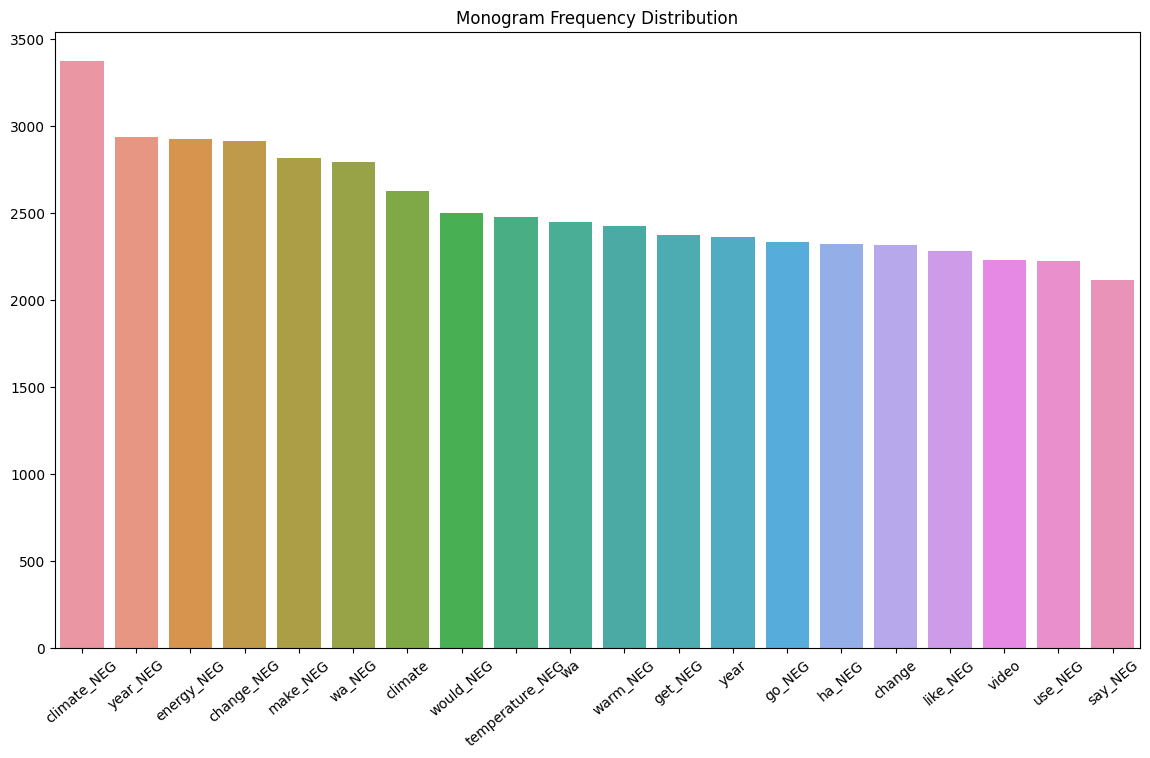 Monogram Frequency Distribution
3500
3000
2500
2000
1500
1000
500
0
climate_NEG
year_NEG
energy_NEG
change_NEG
make_NEG
wa_NEG
climate
would_NEG
temperature_NEG
wa
warm_NEG
get_NEG
year
go_NEG
ha_NEG
change
like_NEG
video
use_NEG
say_NEG